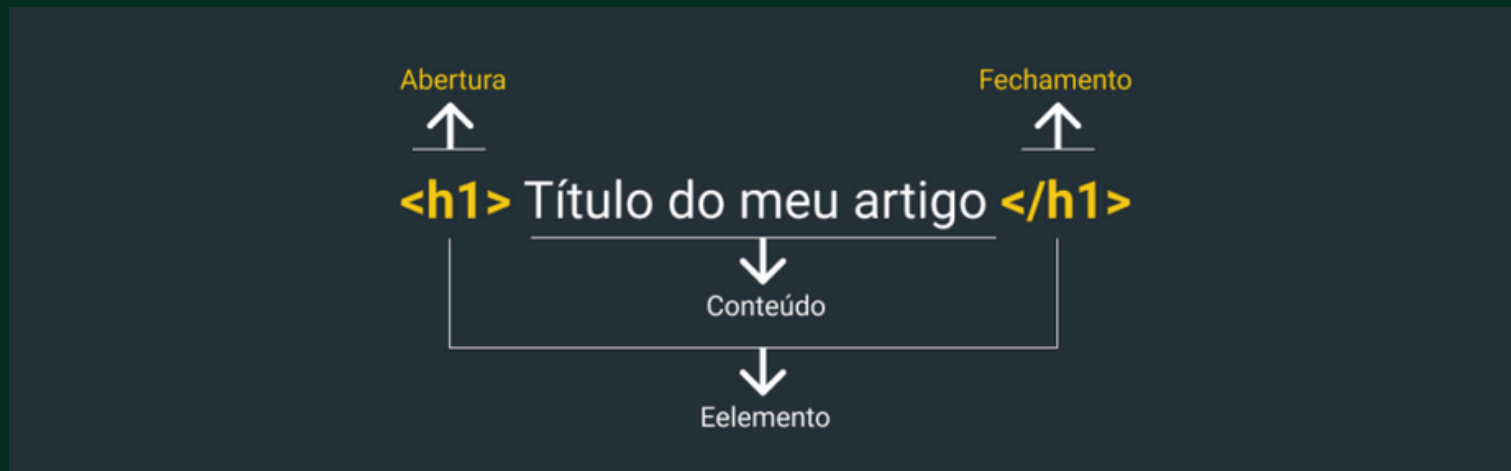 Abertura Fechamento
<h1> Título do meu artigo </h1>
Conteúdo
Eelemento